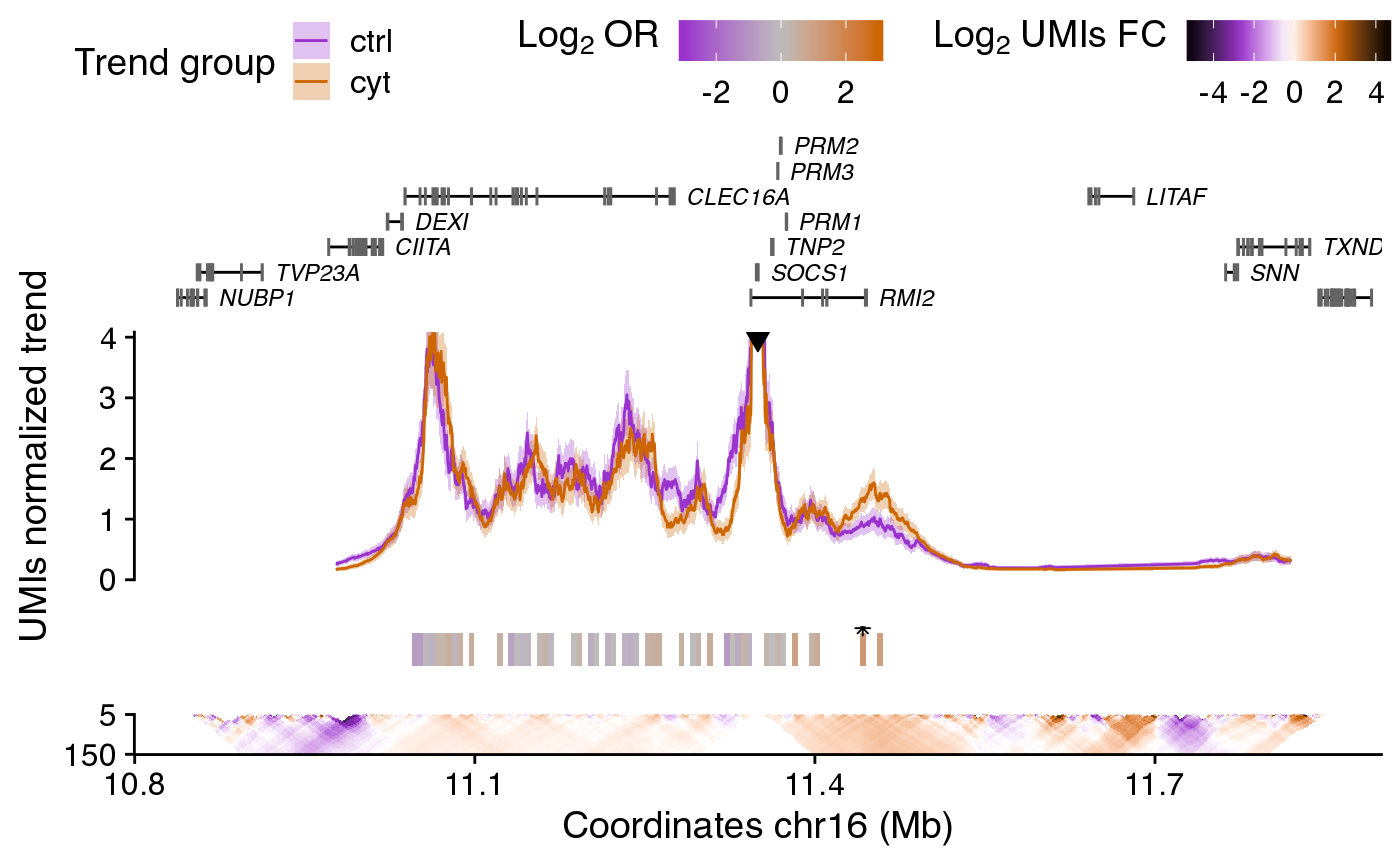 Trend group
ctrl
cyt
Log2 OR
-2 0 2
Log2 UMIs FC
-4 -2 0 2 4
PRM2
PRM3
CLEC16A
LITAF
DEXI
PRM1
CIITA
TNP2
TXND
TVP23A
SOCS1
SNN
NUBP1
RMI2
UMIs normalized trend
4
3
2
1
0
*
5
150
10.8 11.1 11.4 11.7
Coordinates chr16 (Mb)